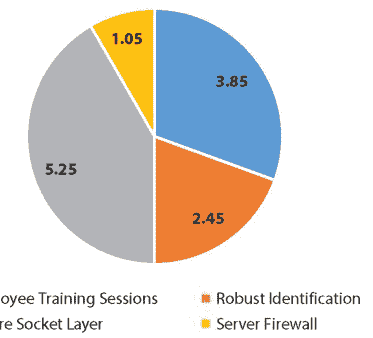 1.05
3.85
5.25
2.45
oyee Training Sessions Robust Identification
re Socket Layer Server Firewall